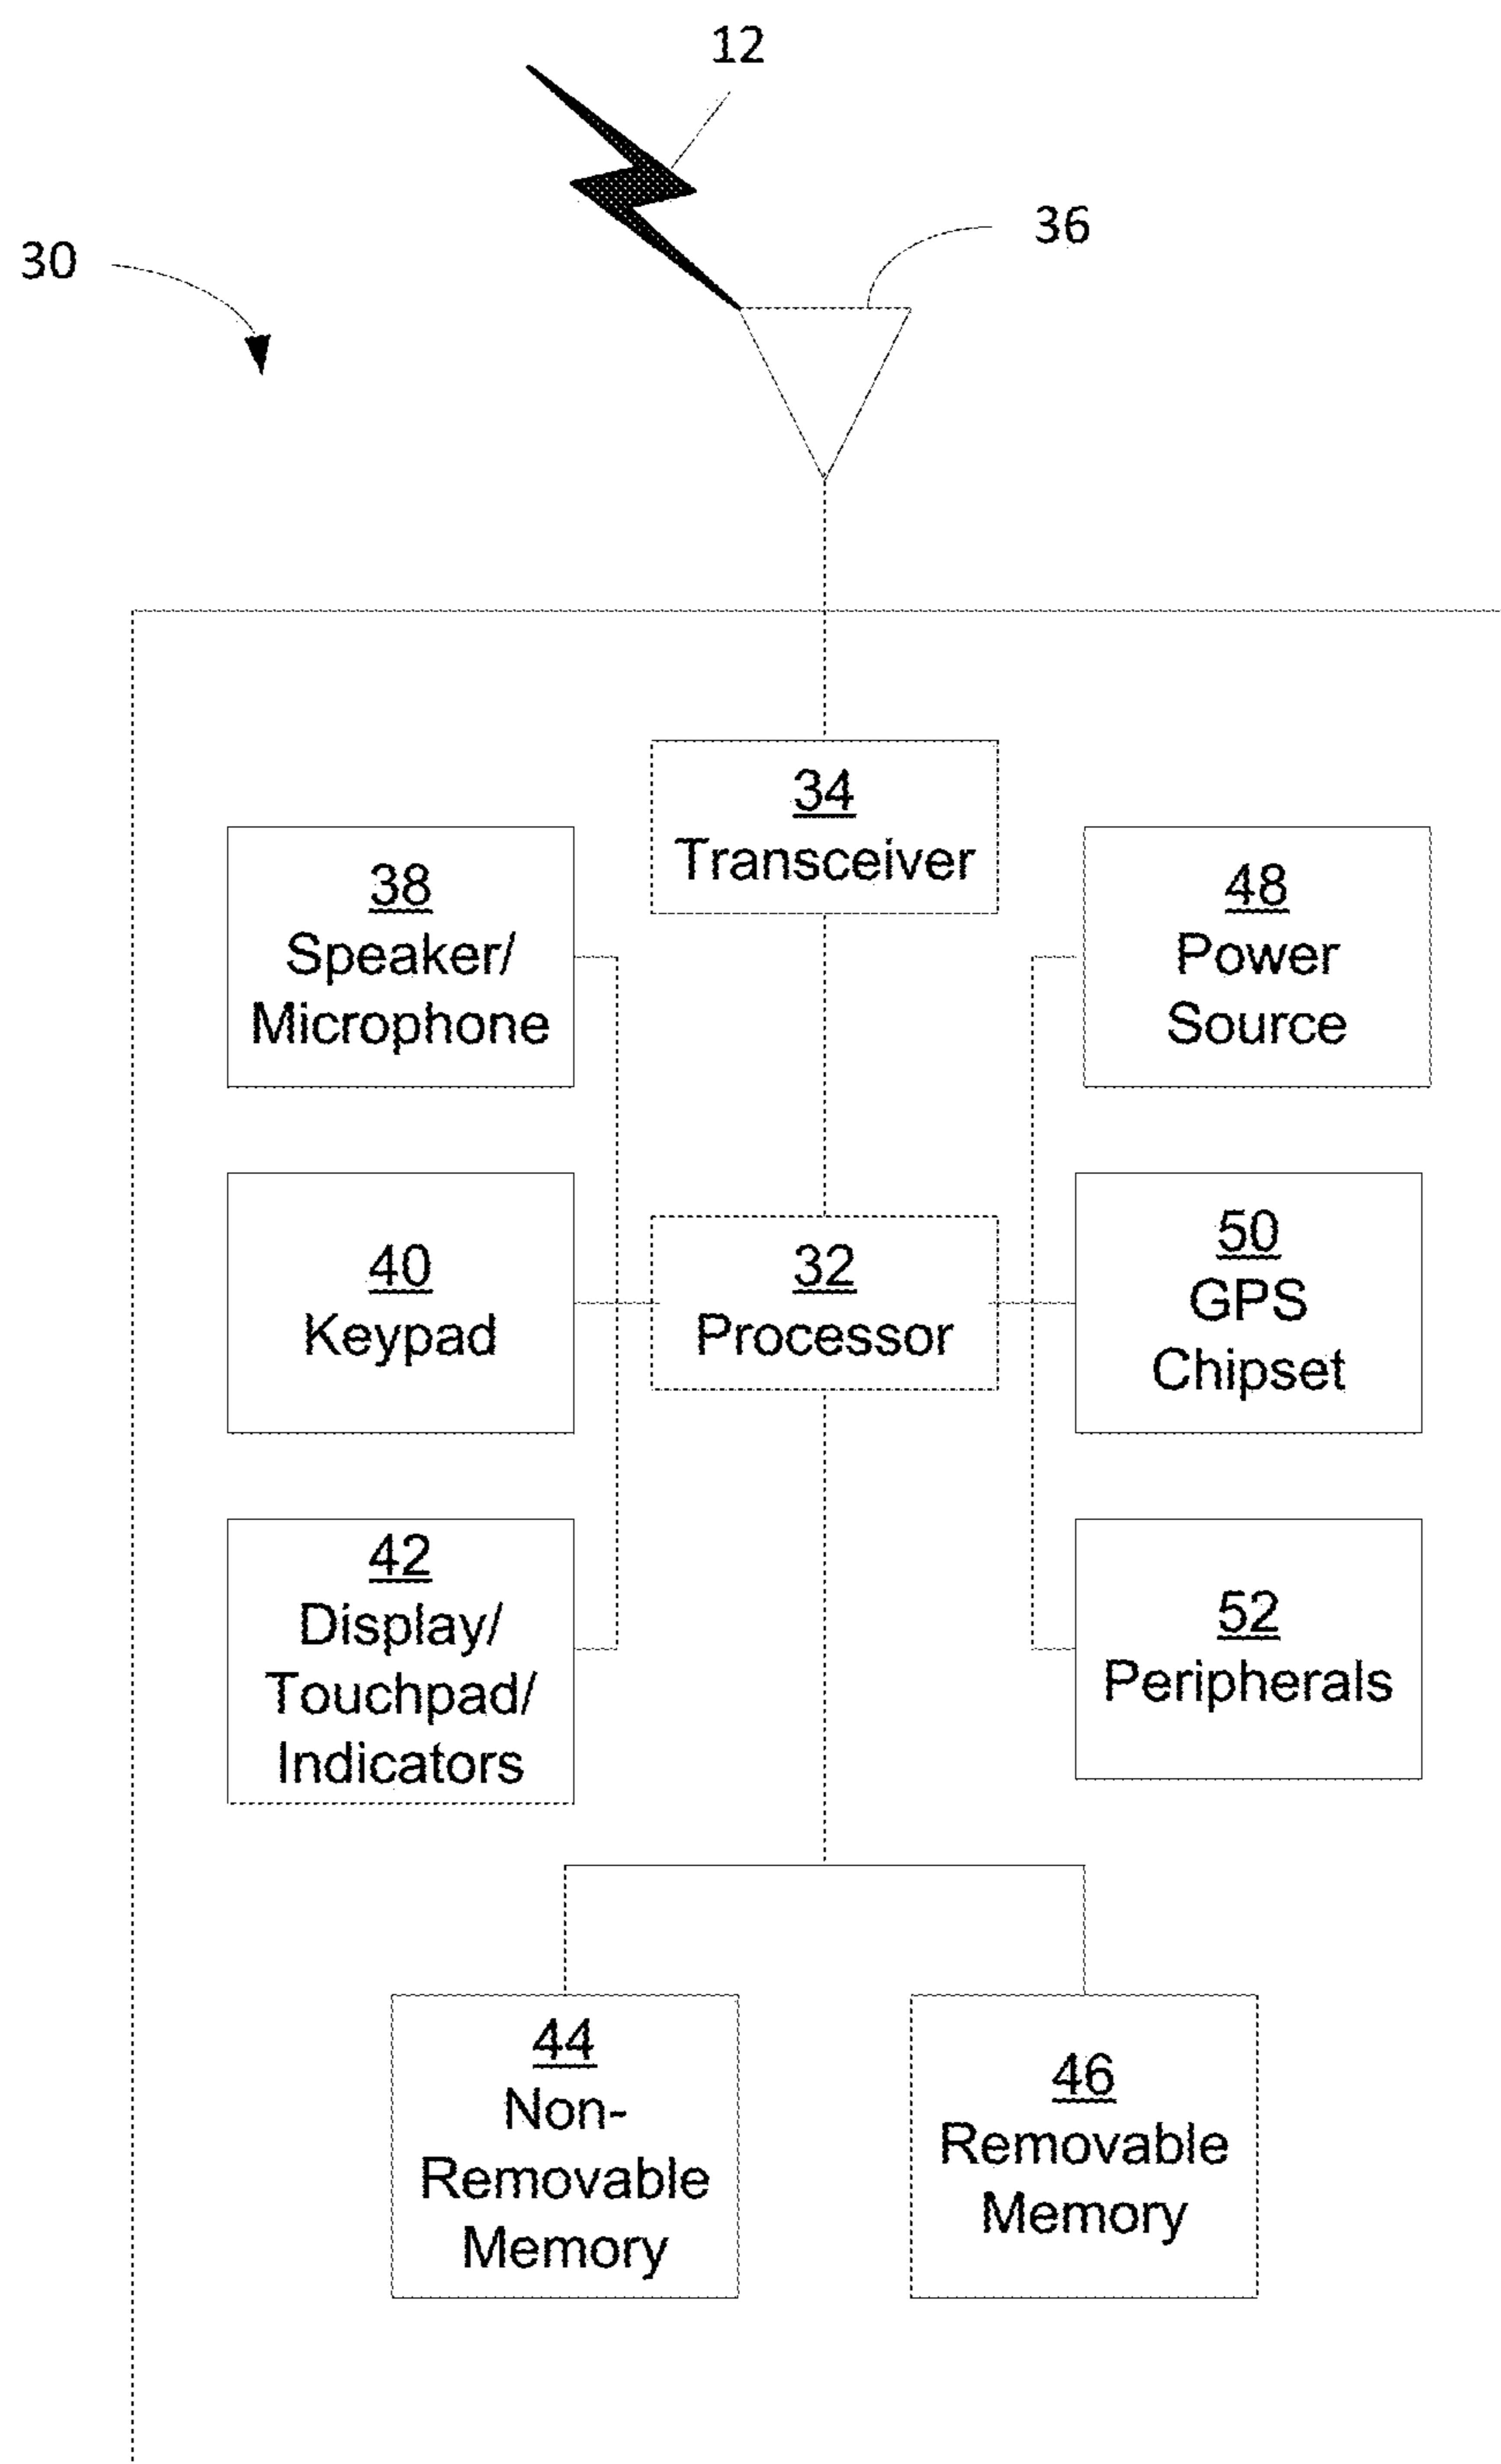 12
36
30
34
Transceiver
38
Speaker/
Microphone
48
Power
Source
40
Keypad
32
Processor
50
GPS
Chipset
42
Display/
Touchpad/
Indicators
52
Peripherals
44
Non-
Removable
Memory
46
Removable
Memory